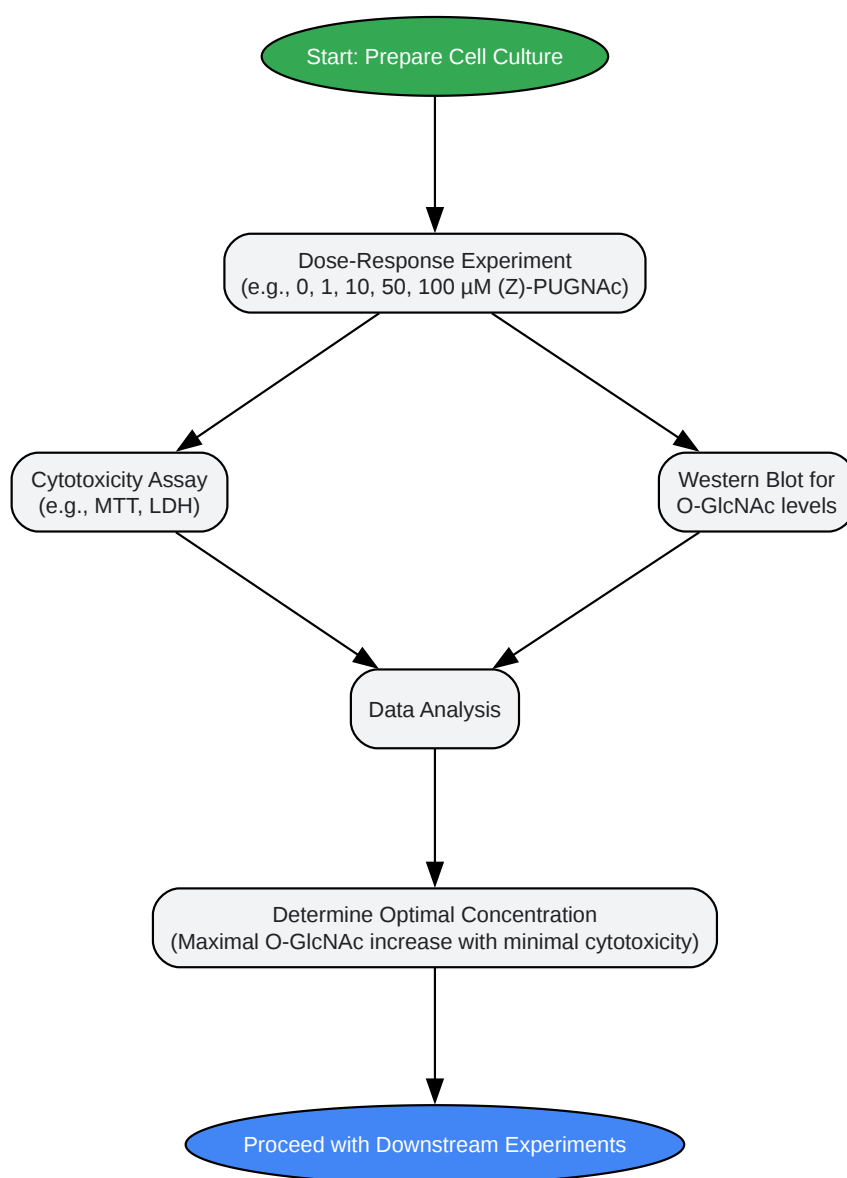 Start: Prepare Cell Culture
Dose-Response Experiment
(e.g., 0, 1, 10, 50, 100 µM (Z)-PUGNAc)
Cytotoxicity Assay
(e.g., MTT, LDH)
Western Blot for
O-GlcNAc levels
Data Analysis
Determine Optimal Concentration
(Maximal O-GlcNAc increase with minimal cytotoxicity)
Proceed with Downstream Experiments